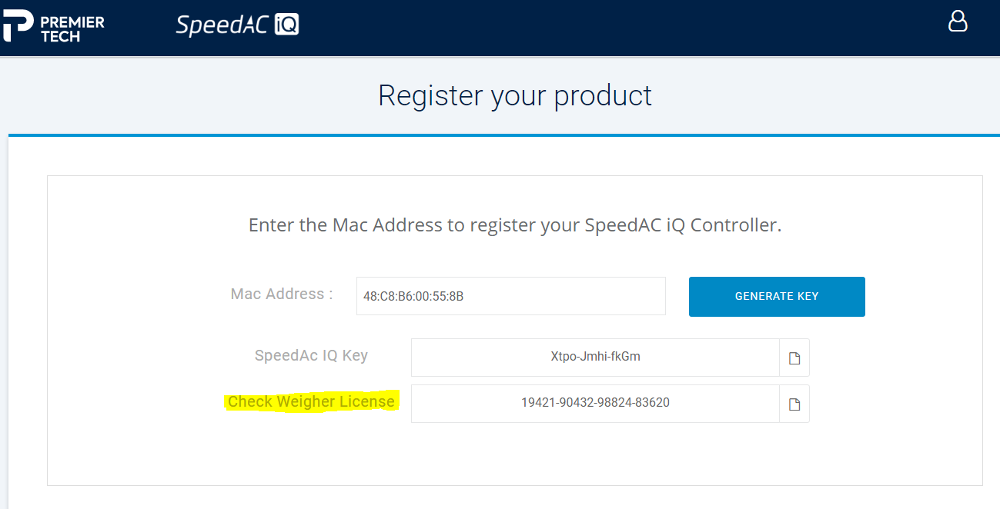 PREMIER
TECH
SpeedAC iQ
Register your product
Enter the Mac Address to register your SpeedAC iQ Controller.
Mac Address :
48:C8:B6:00:55:8B
GENERATE KEY
SpeedAc IQ Key
Xtpo-Jmhi-fkGm
Check Weigher License
19421-90432-98824-83620